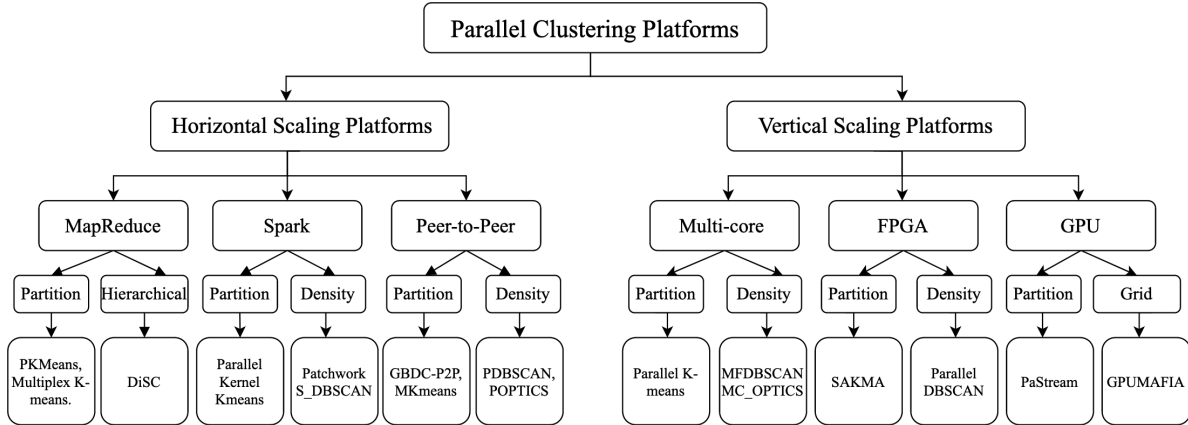 Parallel Clustering Platforms
Horizontal Scaling Platforms
Vertical Scaling Platforms
MapReduce
Spark
Peer-to-Peer
Multi-core
FPGA
GPU
Partition
Hierarchical
Partition
Density
Partition
Density
Partition
Density
Partition
Density
Partition
Grid
PKMeans,
Multiplex K-
means.
DiSC
Parallel
Kernel
Kmeans
Patchwork
S_DBSCAN
GBDC-P2P,
MKmeans
PDBSCAN,
POPTICS
Parallel K-
means
MFDBSCAN
MC_OPTICS
SAKMA
Parallel
DBSCAN
PaStream
GPUMAFIA